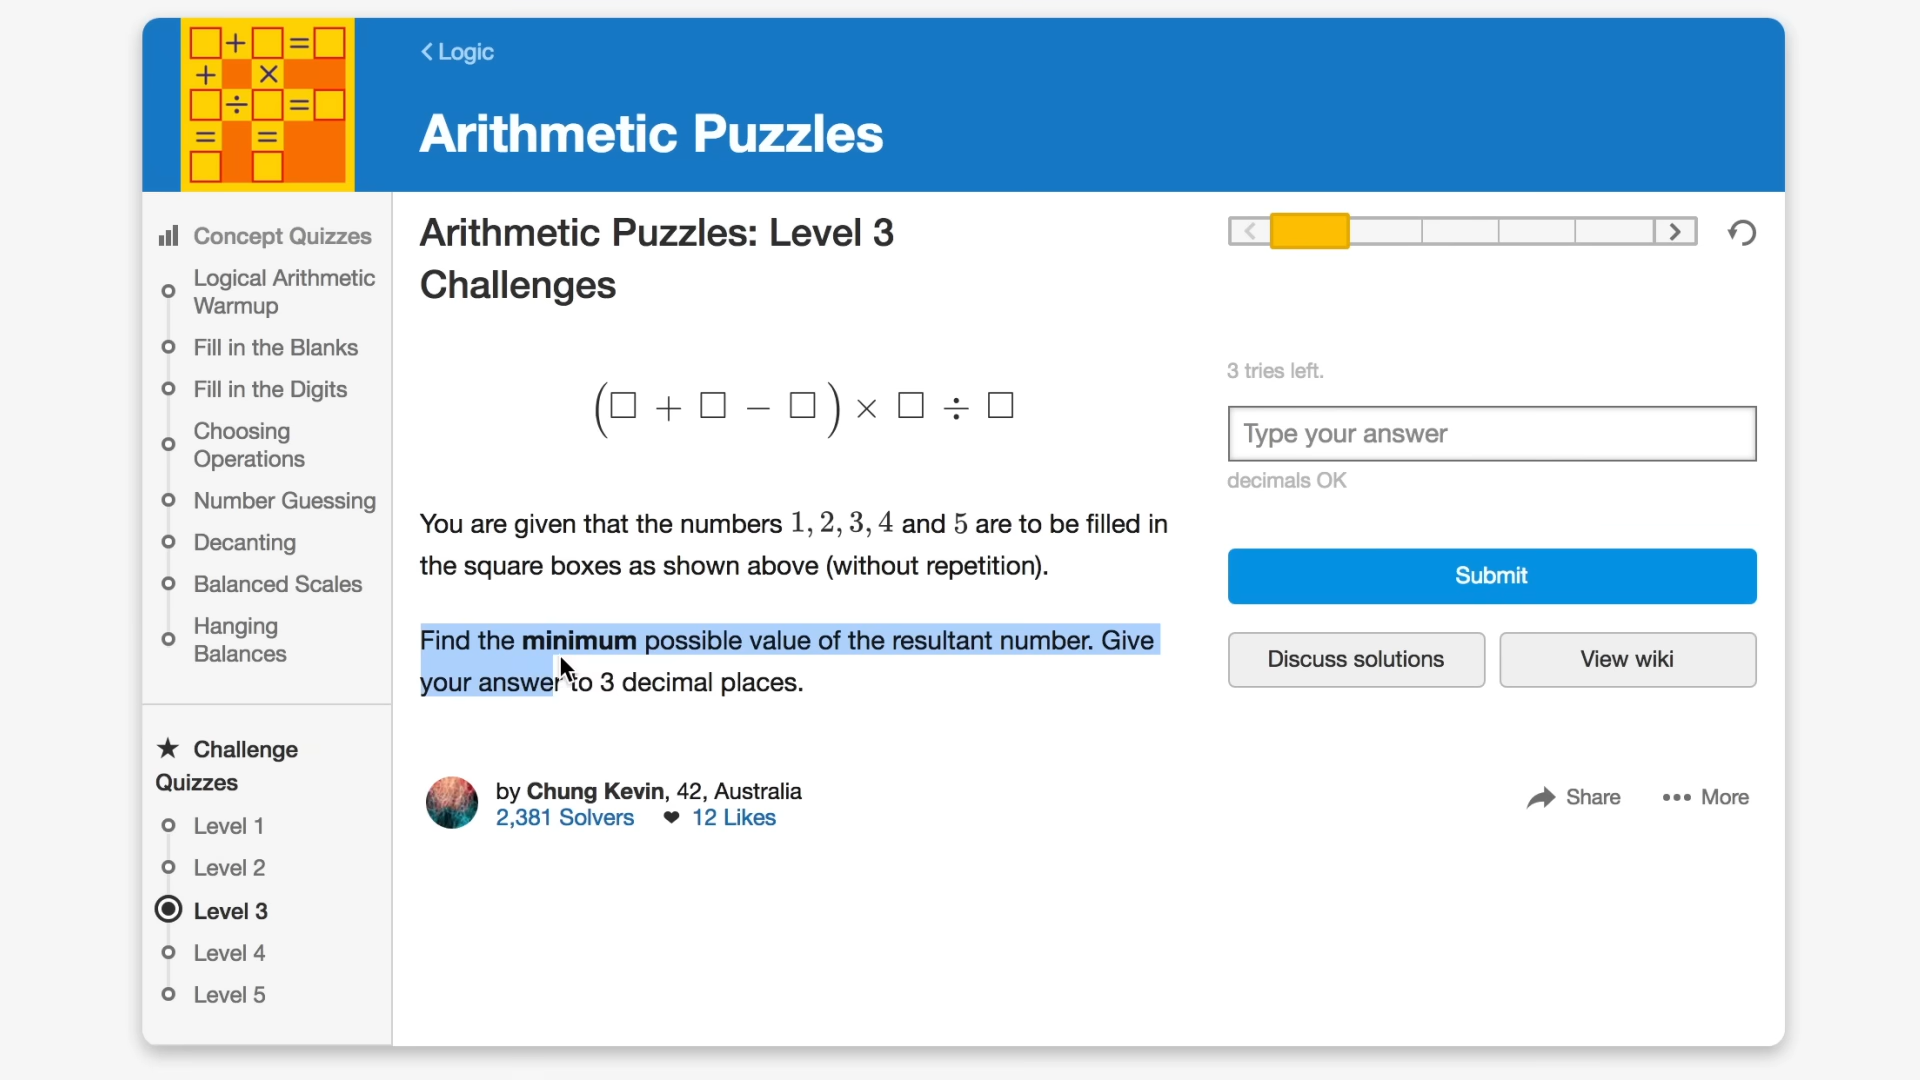 Logic
Arithmetic Puzzles
Concept Quizzes
Logical Arithmetic
Warmup
Fill in the Blanks
Fill in the Digits
Choosing
Operations
Number Guessing
Decanting
Balanced Scales
Hanging
Balances
★ Challenge
Quizzes
Level 1
Level 2
Level 3
Level 4
Level 5
Arithmetic Puzzles: Level 3
Challenges
(□ + □ − □) × □ ÷ □
You are given that the numbers 1, 2, 3, 4 and 5 are to be filled in
the square boxes as shown above (without repetition).
Find the minimum possible value of the resultant number. Give
your answer to 3 decimal places.
by Chung Kevin, 42, Australia
2,381 Solvers ♥ 12 Likes
3 tries left.
Type your answer
decimals OK
Submit
Discuss solutions
View wiki
Share
••• More